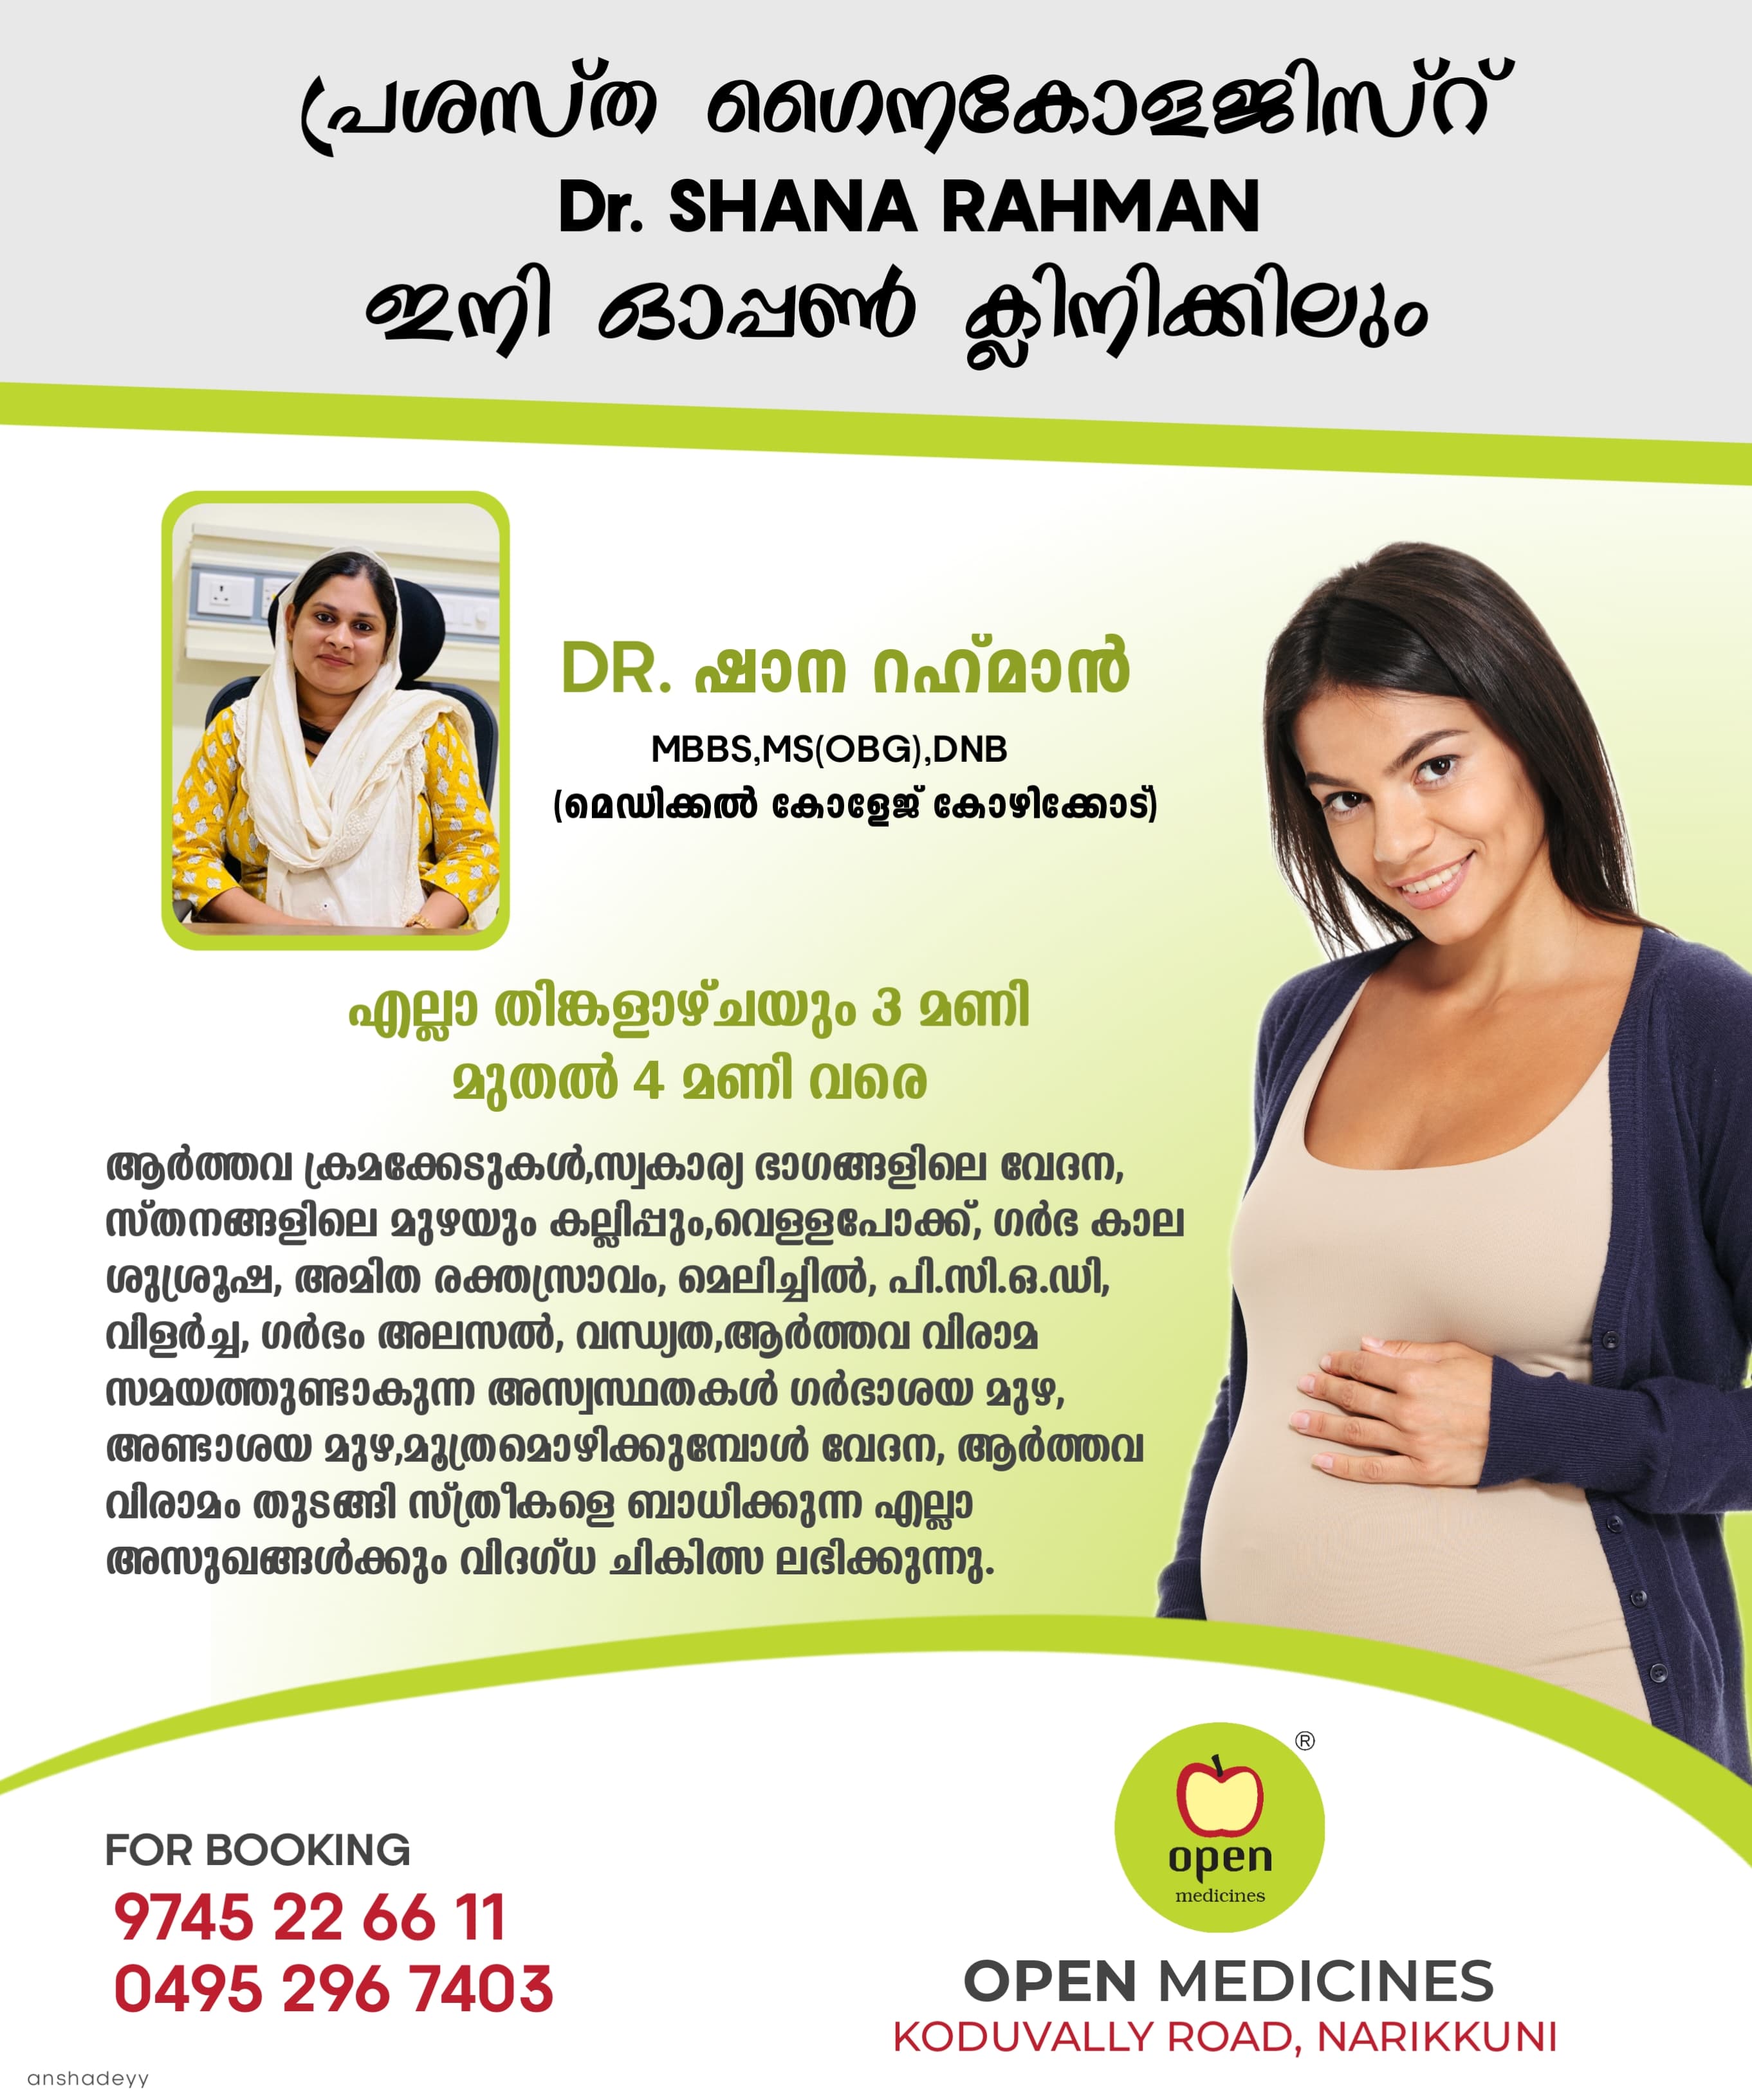 പ്രശസ്ത ഗൈനകോളജിസ്റ്
Dr. SHANA RAHMAN
ഇനി ഓപ്പൺ ക്ലിനിക്കിലും
DR. ഷാന റഹ്‌മാൻ
MBBS,MS(OBG),DNB
(മെഡിക്കൽ കോളേജ് കോഴിക്കോട്)
എല്ലാ തിങ്കളാഴ്ചയും 3 മണി
മുതൽ 4 മണി വരെ
ആർത്തവ ക്രമക്കേടുകൾ,സ്വകാര്യ ഭാഗങ്ങളിലെ വേദന,
സ്തനങ്ങളിലെ മുഴയും കല്ലിപ്പും,വെള്ളപോക്ക്, ഗർഭ കാല
ശുശ്രൂഷ, അമിത രക്തസ്രാവം, മെലിച്ചിൽ, പി.സി.ഒ.ഡി,
വിളർച്ച, ഗർഭം അലസൽ, വന്ധ്യത,ആർത്തവ വിരാമ
സമയത്തുണ്ടാകുന്ന അസ്വസ്ഥതകൾ ഗർഭാശയ മുഴ,
അണ്ടാശയ മുഴ,മൂത്രമൊഴിക്കുമ്പോൾ വേദന, ആർത്തവ
വിരാമം തുടങ്ങി സ്ത്രീകളെ ബാധിക്കുന്ന എല്ലാ
അസുഖങ്ങൾക്കും വിദഗ്ധ ചികിത്സ ലഭിക്കുന്നു.
®
open
medicines
FOR BOOKING
9745 22 66 11
0495 296 7403
OPEN MEDICINES
KODUVALLY ROAD, NARIKKUNI
anshadeyy